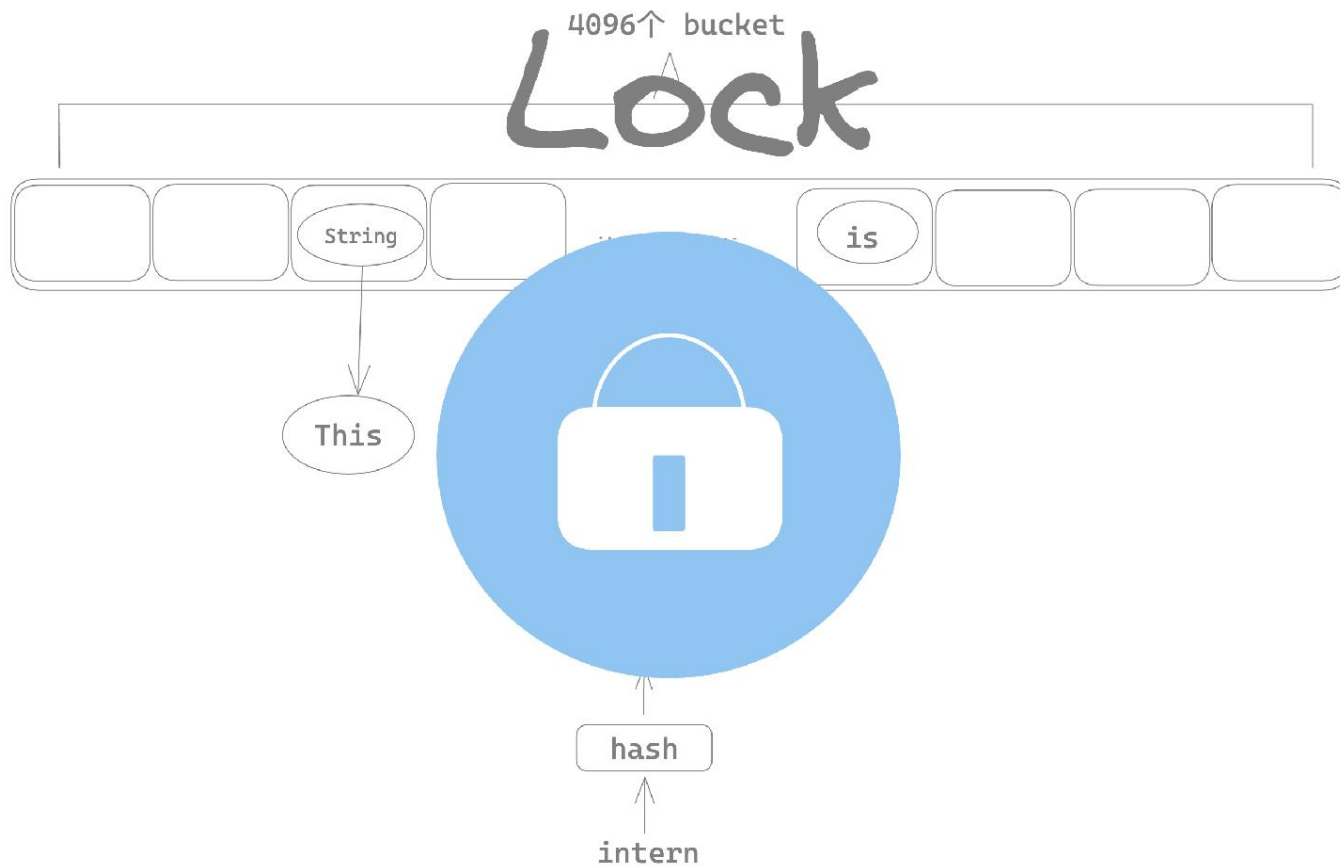 4096个 bucket
Lock
String
is
This
hash
intern